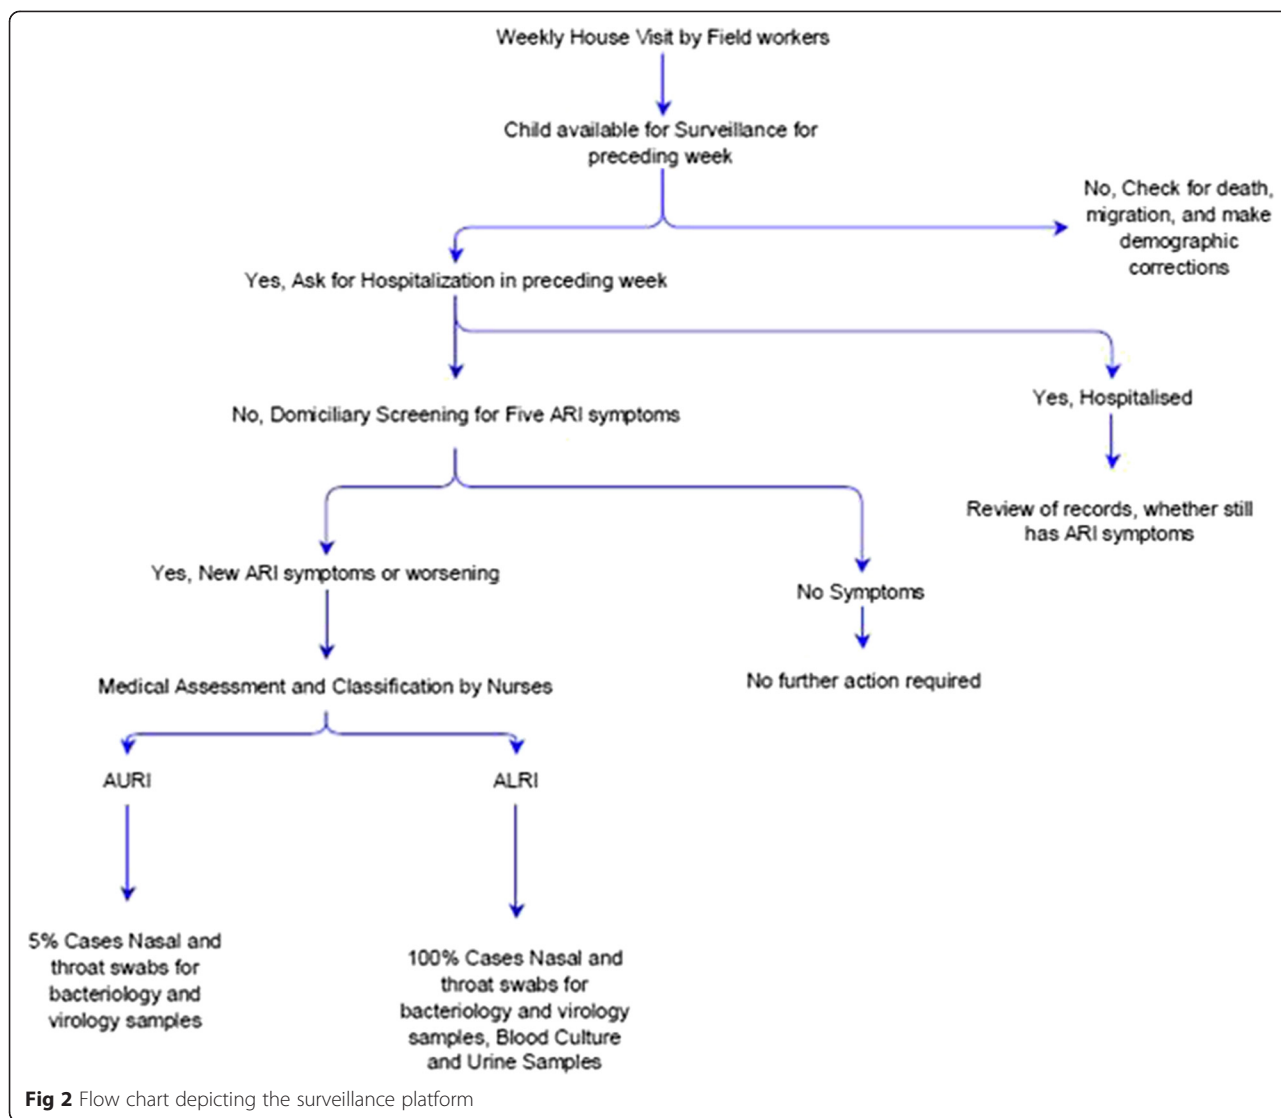 Weekly House Visit by Field workers
Child available for Surveillance for
preceding week
No, Check for death,
migration, and make
demographic
corrections
Yes, Ask for Hospitalization in preceding week
Yes, Hospitalised
No, Domiciliary Screening for Five ARI symptoms
Review of records, whether still
has ARI symptoms
Yes, New ARI symptoms or worsening
No Symptoms
Medical Assessment and Classification by Nurses
No further action required
AURI
ALRI
5% Cases Nasal and
throat swabs for
bacteriology and
virology samples
100% Cases Nasal and
throat swabs for
bacteriology and virology
samples, Blood Culture
and Urine Samples
Fig 2 Flow chart depicting the surveillance platform